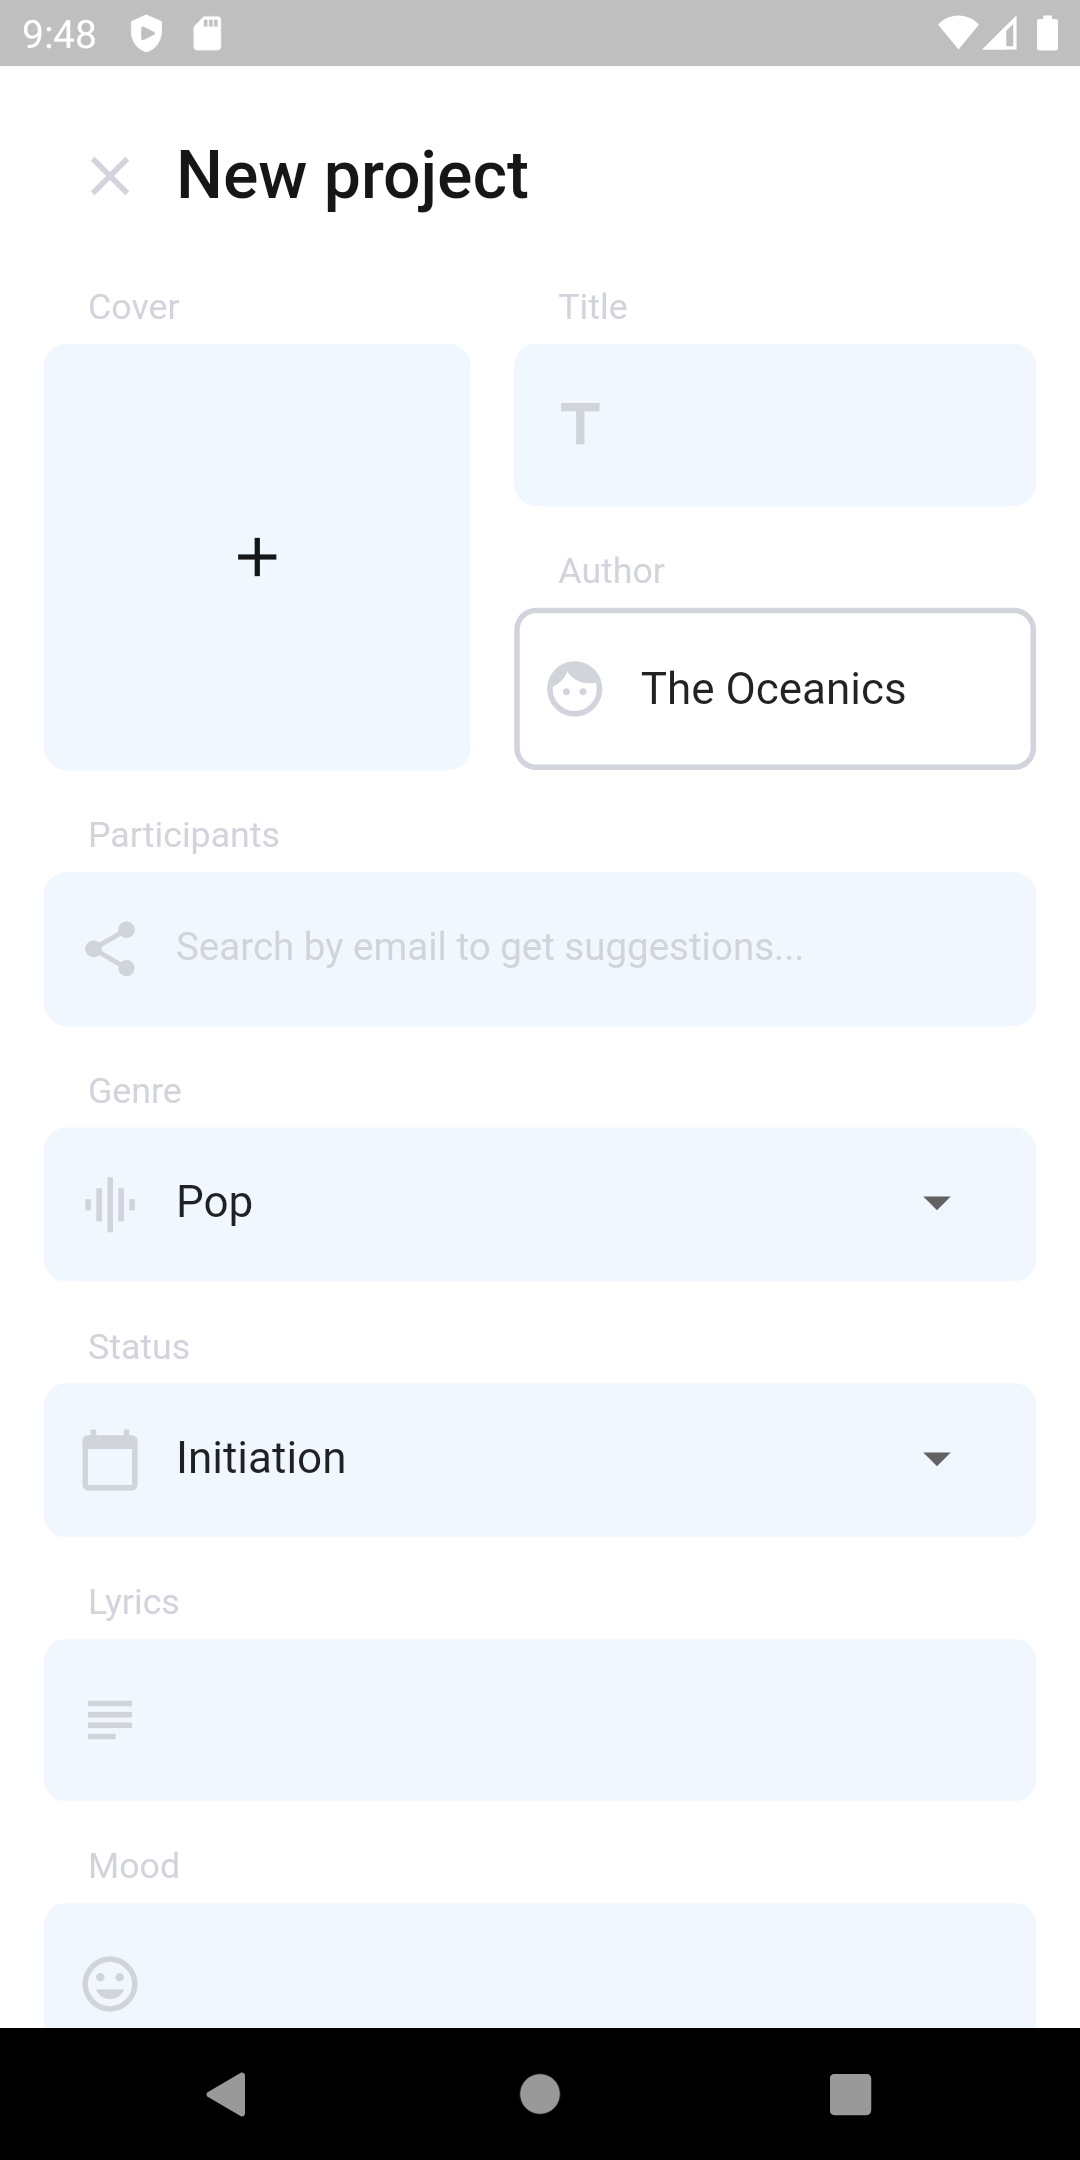 9:48
New project
Cover
Title
Author
The Oceanics
Participants
Search by email to get suggestions...
Genre
Pop
Status
Initiation
Lyrics
Mood